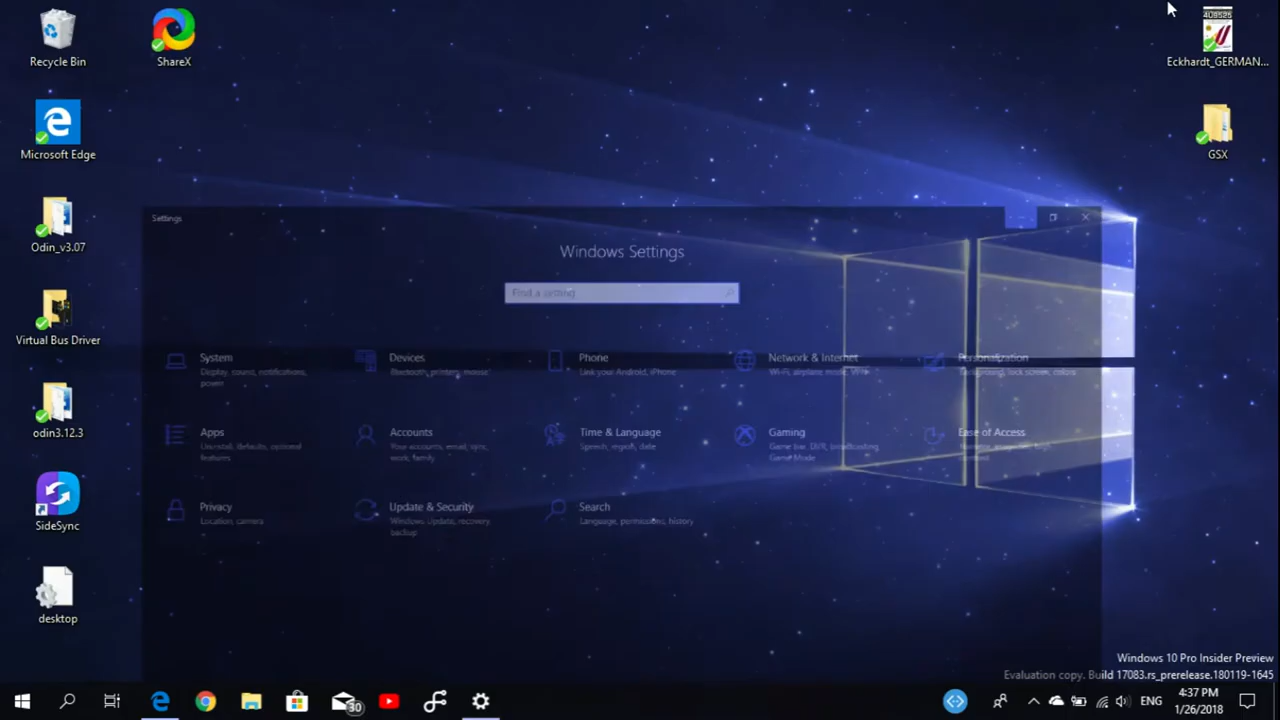 4U8526
Recycle Bin
ShareX
Eckhardt_GERMAN...
Microsoft Edge
GSX
Odin_v3.07
Settings
Windows Settings
Find a setting
Virtual Bus Driver
System
Display, sound, notifications,
power
Devices
Bluetooth, printers, mouse
Phone
Link your Android, iPhone
Network & Internet
Wi-Fi, airplane mode, VPN
Personalization
Background, lock screen, colors
odin3.12.3
Apps
Uninstall, defaults, optional
features
Accounts
Your accounts, email, sync,
work, family
Time & Language
Speech, region, date
Gaming
Game bar, DVR, broadcasting
Game Mode
Ease of Access
SideSync
Privacy
Location, camera
Update & Security
Windows Update, recovery,
backup
Search
Language, permissions, history
desktop
Windows 10 Pro Insider Preview
Evaluation copy. Build 17083.rs_prerelease.180119-1645
30
ENG
4:37 PM
1/26/2018